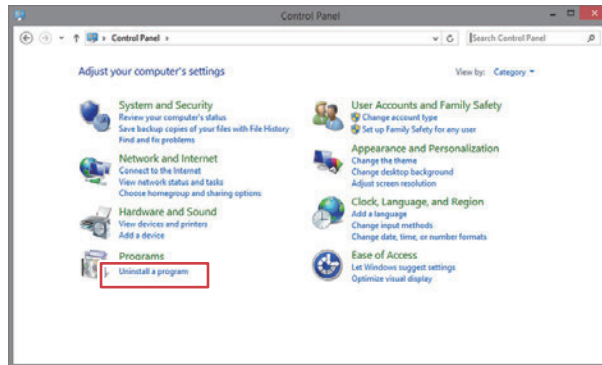 Control Panel
Control Panel
Search Control Panel
Adjust your computer's settings
View by: Category
System and Security
Review your computer's status
Save backup copies of your files with File History
Find and fix problems
Network and Internet
Connect to the Internet
View network status and tasks
Choose homegroup and sharing options
Hardware and Sound
View devices and printers
Add a device
Programs
Uninstall a program
User Accounts and Family Safety
Change account type
Set up Family Safety for any user
Appearance and Personalization
Change the theme
Change desktop background
Adjust screen resolution
Clock, Language, and Region
Add a language
Change input methods
Change date, time, or number formats
Ease of Access
Let Windows suggest settings
Optimize visual display